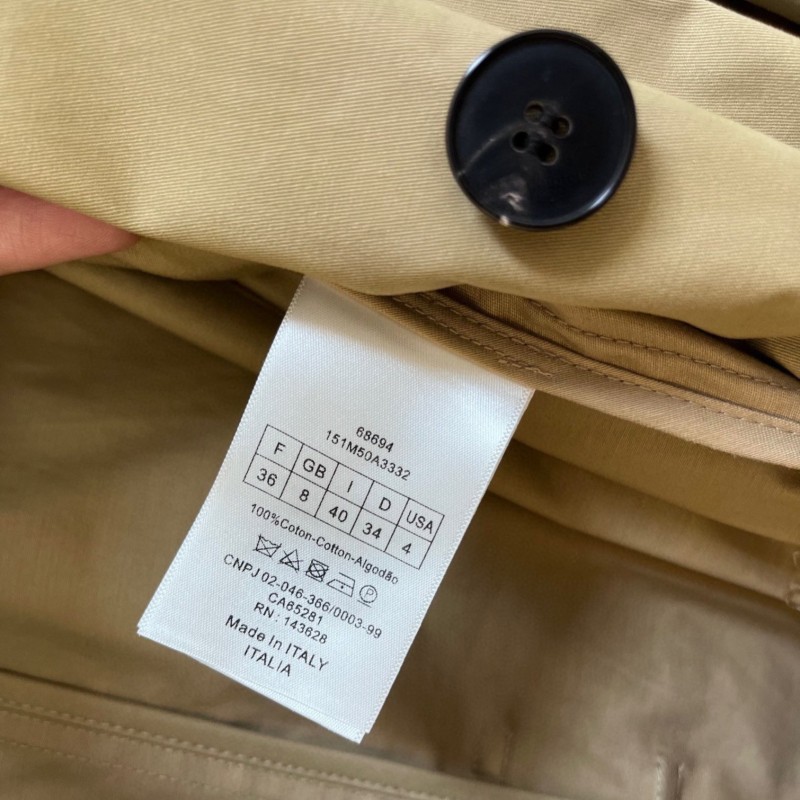 68694
151M50A3332
F GB I D USA
36 8 40 34 4
100%Coton-Cotton-Algodão
P
CNPJ 02-046-366/0003-99
CA65281
RN: 143628
Made In ITALY
ITALIA